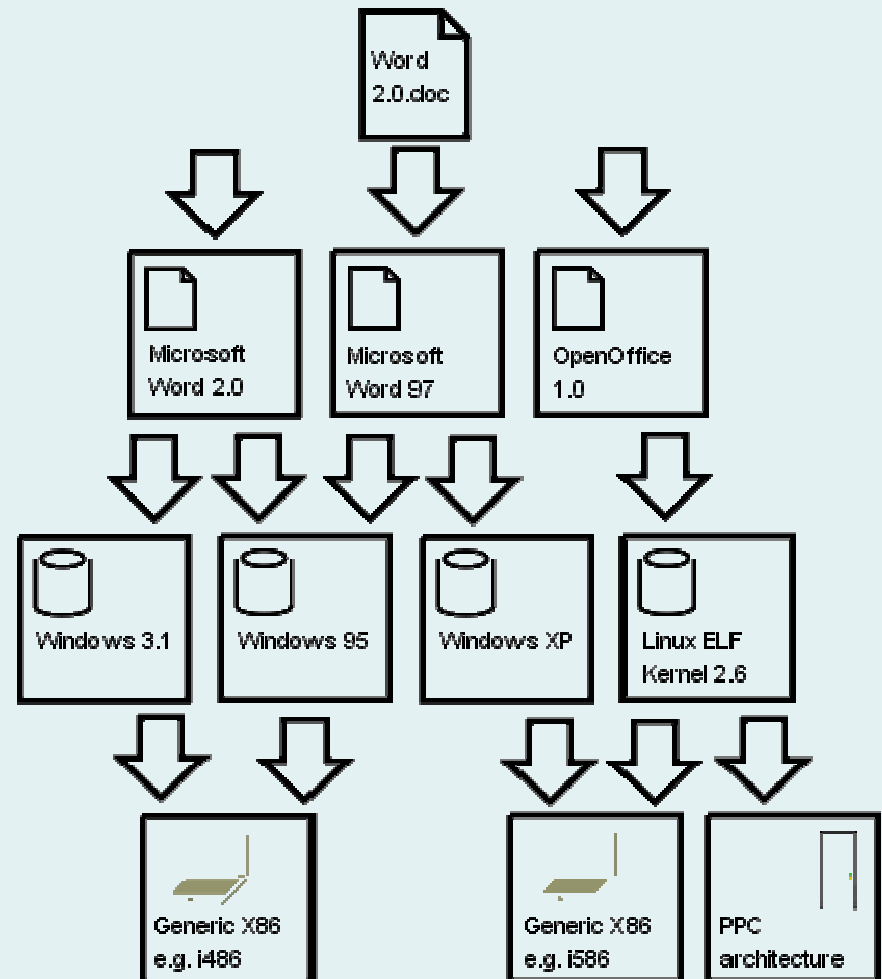 Word
2.0.doc
Microsoft
Word 2.0
Microsoft
Word 97
OpenOffice
1.0
Windows 3.1
Windows 95
Windows XP
Linux ELF
Kernel 2.6
Generic X86
e.g. i486
Generic X86
e.g. i586
PPC
architecture